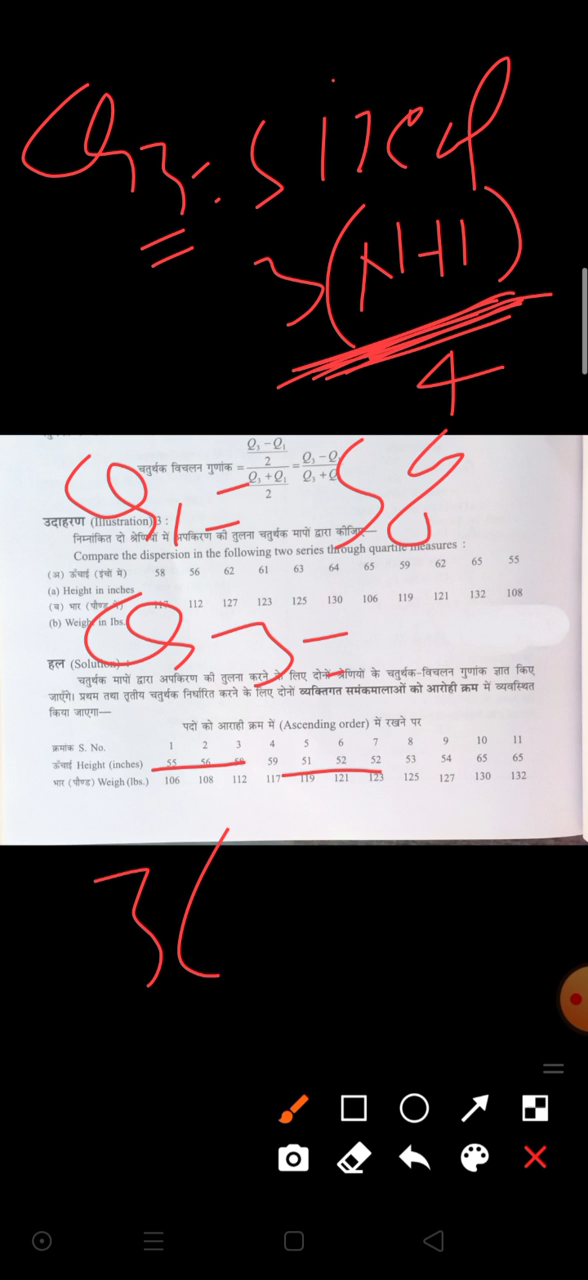 Q3 : size of
3(N+1)
4
Q3 - Q1
2
चतुर्थक विचलन गुणांक = = Q3 - Q
Q3 + Q1 Q3 + Q
2
Q1 = 58
उदाहरण (Illustration) 3 :
निम्नांकित दो श्रेणियों में अपकिरण की तुलना चतुर्थक मापों द्वारा कीजिए—
Compare the dispersion in the following two series through quartile measures :
(अ) ऊँचाई (इंचों में) 58 56 62 61 63 64 65 59 62 65 55
(a) Height in inches
(ब) भार (पौण्ड 112 127 123 125 130 106 119 121 132 108
(b) Weight in Lbs.
Q3 =
हल (Solution) :
चतुर्थक मापों द्वारा अपकिरण की तुलना करने के लिए दोनों श्रेणियों के चतुर्थक-विचलन गुणांक ज्ञात किए
जाएँगे। प्रथम तथा तृतीय चतुर्थक निर्धारित करने के लिए दोनों व्यक्तिगत समंकमालाओं को आरोही क्रम में व्यवस्थित
किया जाएगा—
पदों को आराही क्रम में (Ascending order) में रखने पर
क्रमांक S. No. 1 2 3 4 5 6 7 8 9 10 11
ऊंचाई Height (inches) 55 56 58 59 51 52 52 53 54 65 65
भार (पौण्ड) Weigh (lbs.) 106 108 112 117 119 121 123 125 127 130 132
3(